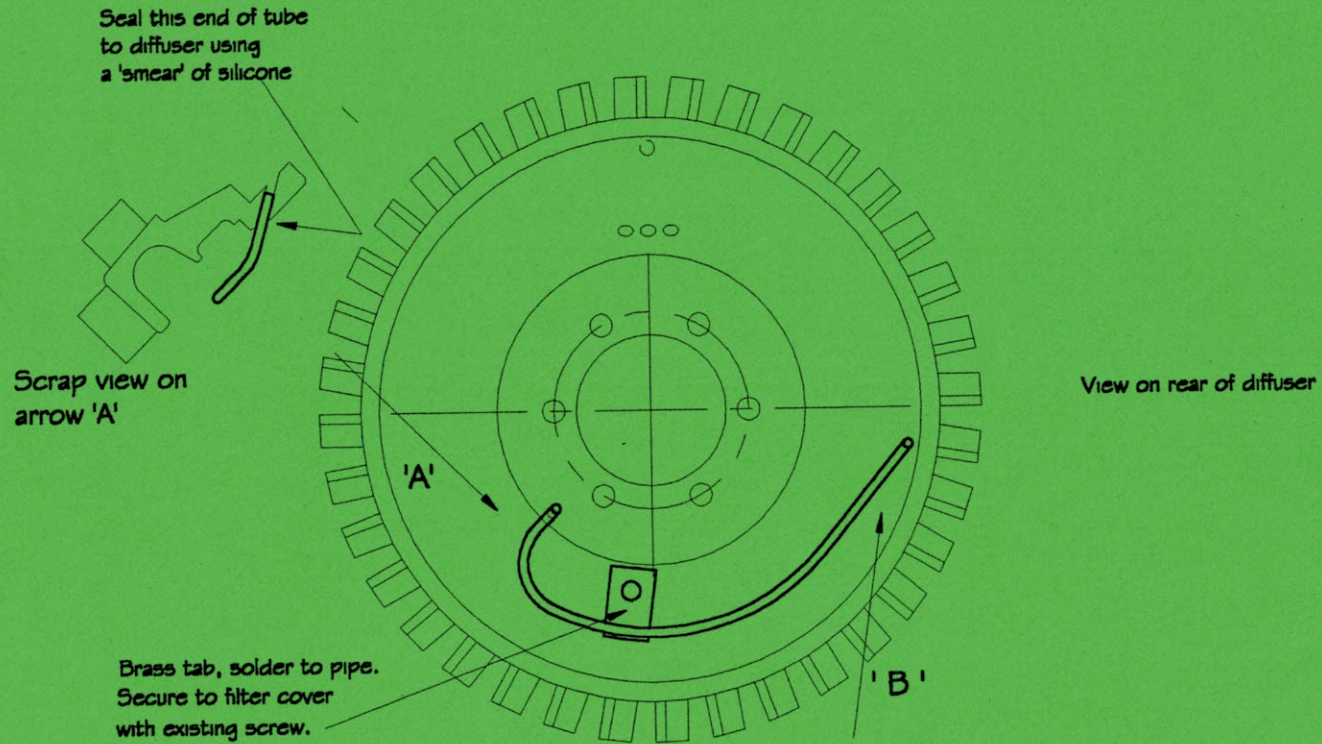 Seal this end of tube
to diffuser using
a 'smear' of silicone
Scrap view on
arrow 'A'
View on rear of diffuser
'A'
'B'
Brass tab, solder to pipe.
Secure to filter cover
with existing screw.